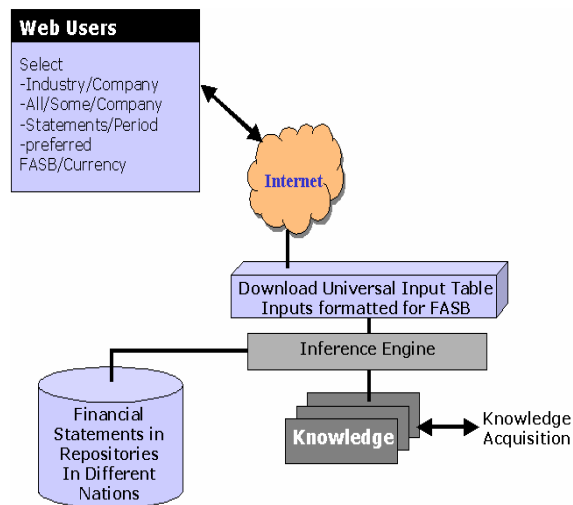 Web Users
Select
-Industry/Company
-All/Some/Company
-Statements/Period
-preferred
FASB/Currency
Internet
Download Universal Input Table
Inputs formatted for FASB
Inference Engine
Financial
Statements in
Repositories
In Different
Nations
Knowledge
Knowledge
Acquisition